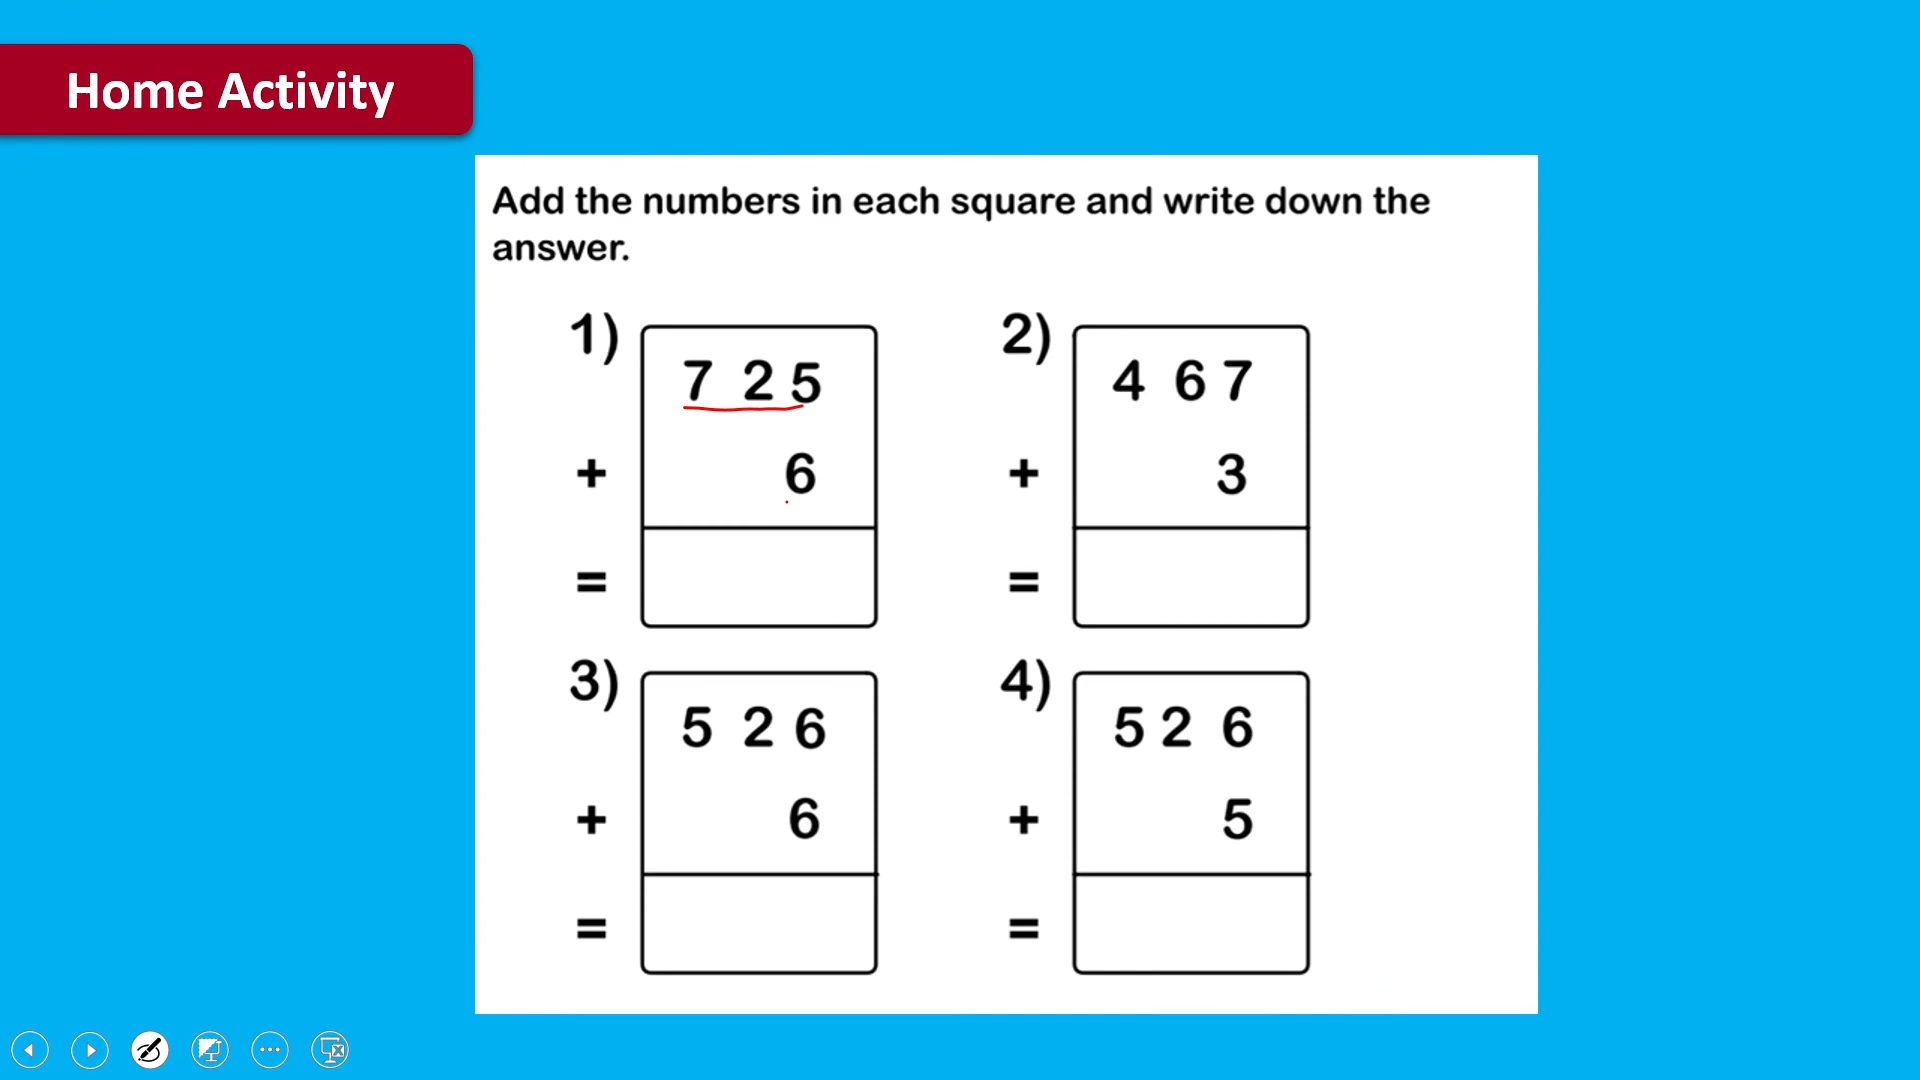 Home Activity
Add the numbers in each square and write down the
answer.
1) 2)
7 2 5 4 6 7
+ 6 + 3
= =
3) 4)
5 2 6 5 2 6
+ 6 + 5
= =